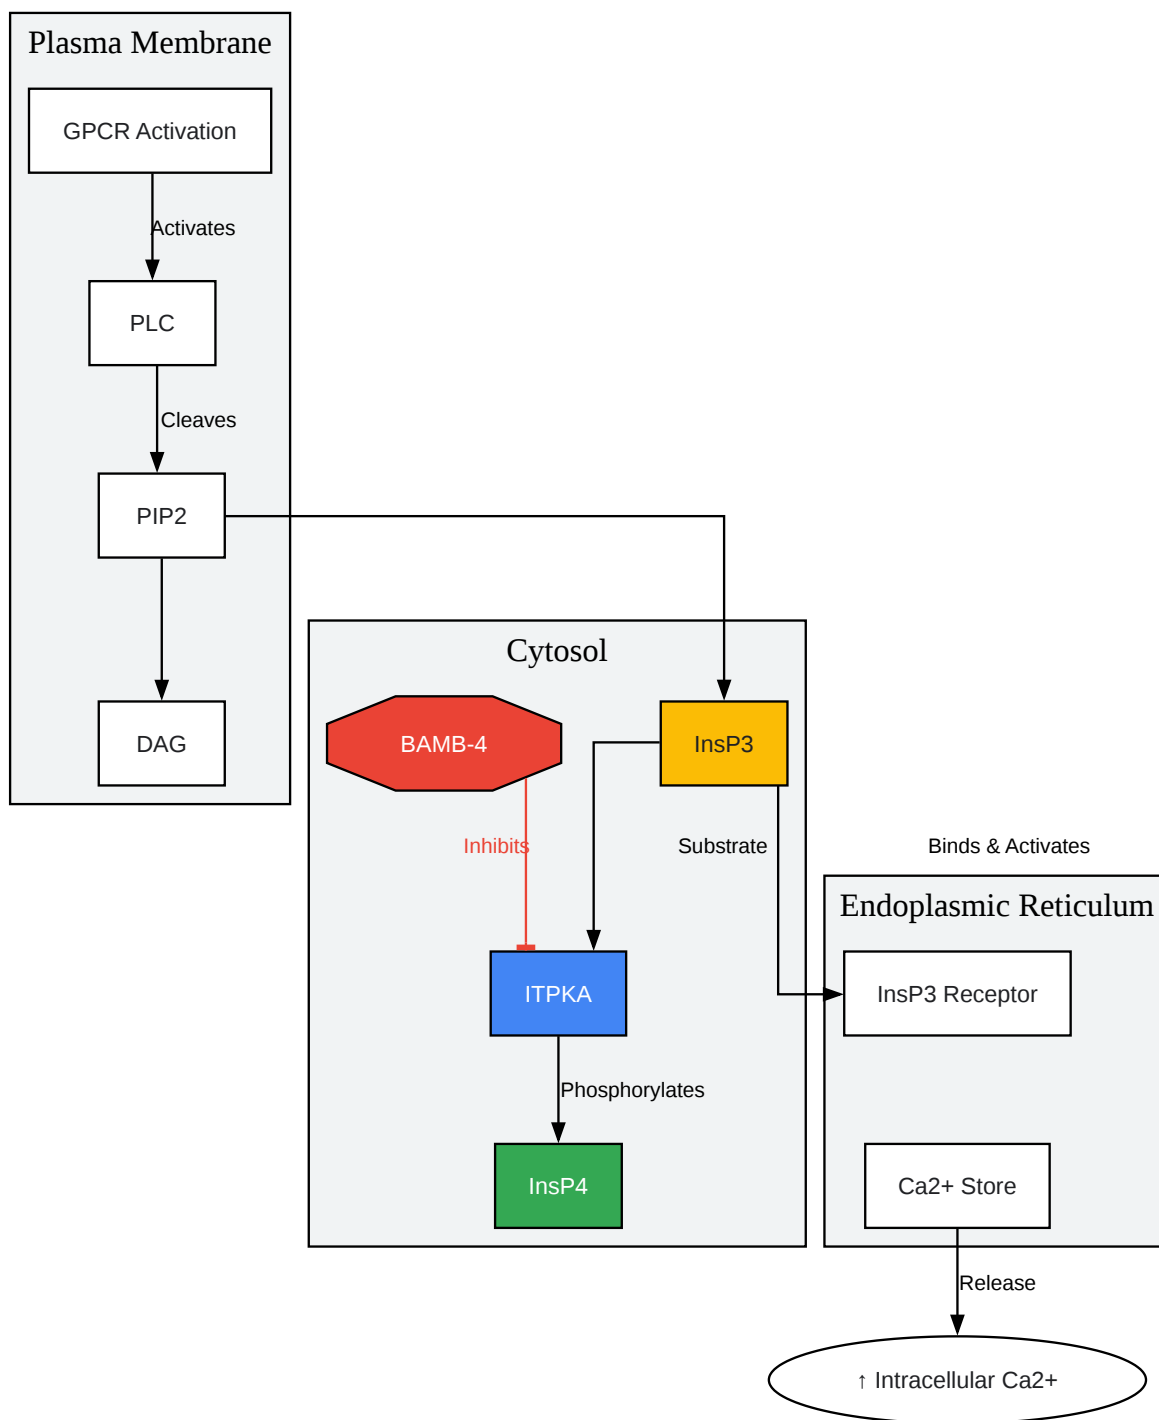 Plasma Membrane
GPCR Activation
Activates
PLC
Cleaves
PIP2
DAG
Cytosol
BAMB-4
InsP3
Inhibits
Substrate
Binds & Activates
Endoplasmic Reticulum
ITPKA
InsP3 Receptor
Phosphorylates
InsP4
Ca2+ Store
Release
↑ Intracellular Ca2+